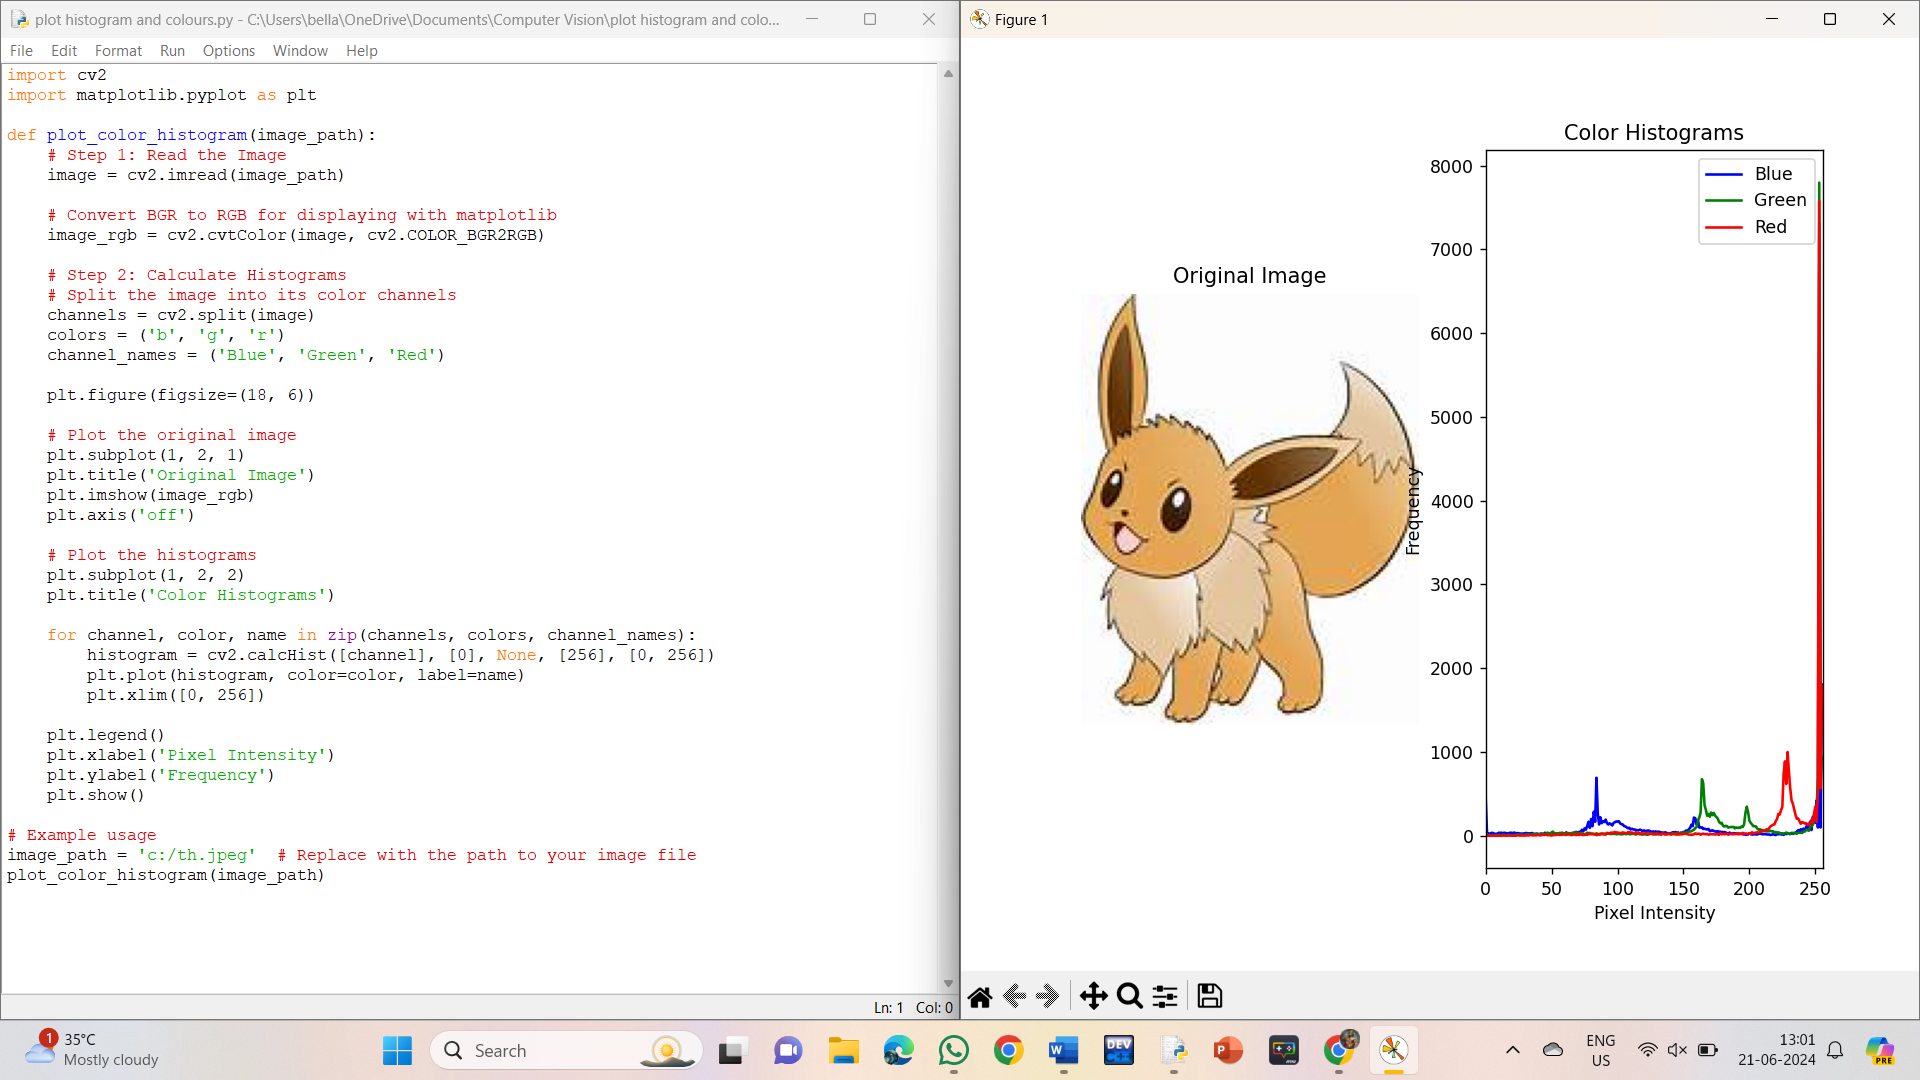 plot histogram and colours.py - C:\Users\bella\OneDrive\Documents\Computer Vision\plot histogram and colo...
File Edit Format Run Options Window Help
import cv2
import matplotlib.pyplot as plt
def plot_color_histogram(image_path):
    # Step 1: Read the Image
    image = cv2.imread(image_path)
    # Convert BGR to RGB for displaying with matplotlib
    image_rgb = cv2.cvtColor(image, cv2.COLOR_BGR2RGB)
    # Step 2: Calculate Histograms
    # Split the image into its color channels
    channels = cv2.split(image)
    colors = ('b', 'g', 'r')
    channel_names = ('Blue', 'Green', 'Red')
    plt.figure(figsize=(18, 6))
    # Plot the original image
    plt.subplot(1, 2, 1)
    plt.title('Original Image')
    plt.imshow(image_rgb)
    plt.axis('off')
    # Plot the histograms
    plt.subplot(1, 2, 2)
    plt.title('Color Histograms')
    for channel, color, name in zip(channels, colors, channel_names):
        histogram = cv2.calcHist([channel], [0], None, [256], [0, 256])
        plt.plot(histogram, color=color, label=name)
        plt.xlim([0, 256])
    plt.legend()
    plt.xlabel('Pixel Intensity')
    plt.ylabel('Frequency')
    plt.show()
# Example usage
image_path = 'c:/th.jpeg'  # Replace with the path to your image file
plot_color_histogram(image_path)
Ln: 1 Col: 0
Figure 1
Original Image
Color Histograms
Blue
Green
Red
Frequency
8000
7000
6000
5000
4000
3000
2000
1000
0
0 50 100 150 200 250
Pixel Intensity
1
35°C
Mostly cloudy
Search
DEV
C++
W
P
ENG
US
13:01
21-06-2024
PRE